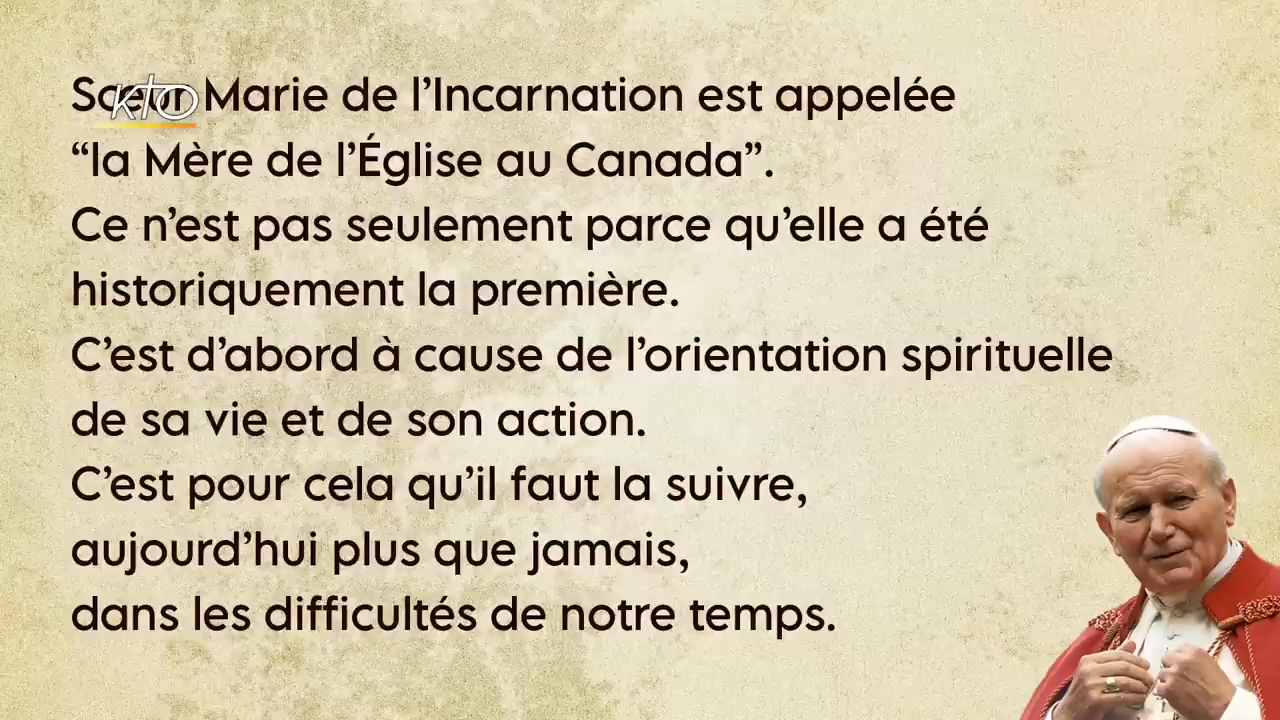 Sœur Marie de l’Incarnation est appelée
“la Mère de l’Église au Canada”.
Ce n’est pas seulement parce qu’elle a été
historiquement la première.
C’est d’abord à cause de l’orientation spirituelle
de sa vie et de son action.
C’est pour cela qu’il faut la suivre,
aujourd’hui plus que jamais,
dans les difficultés de notre temps.
KTO